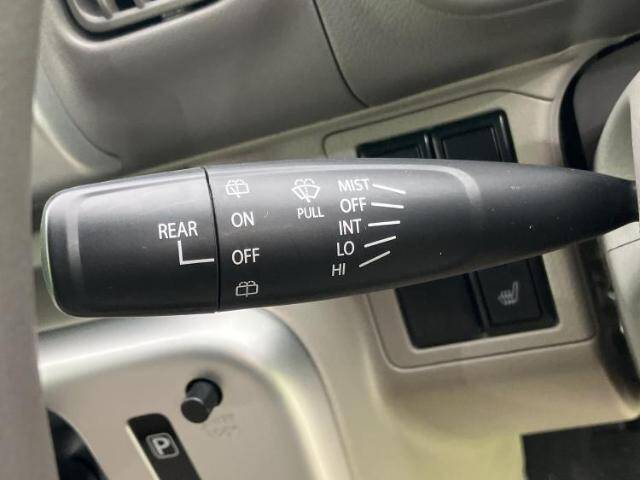 REAR
ON
OFF
PULL
MIST
OFF
INT
LO
HI
P